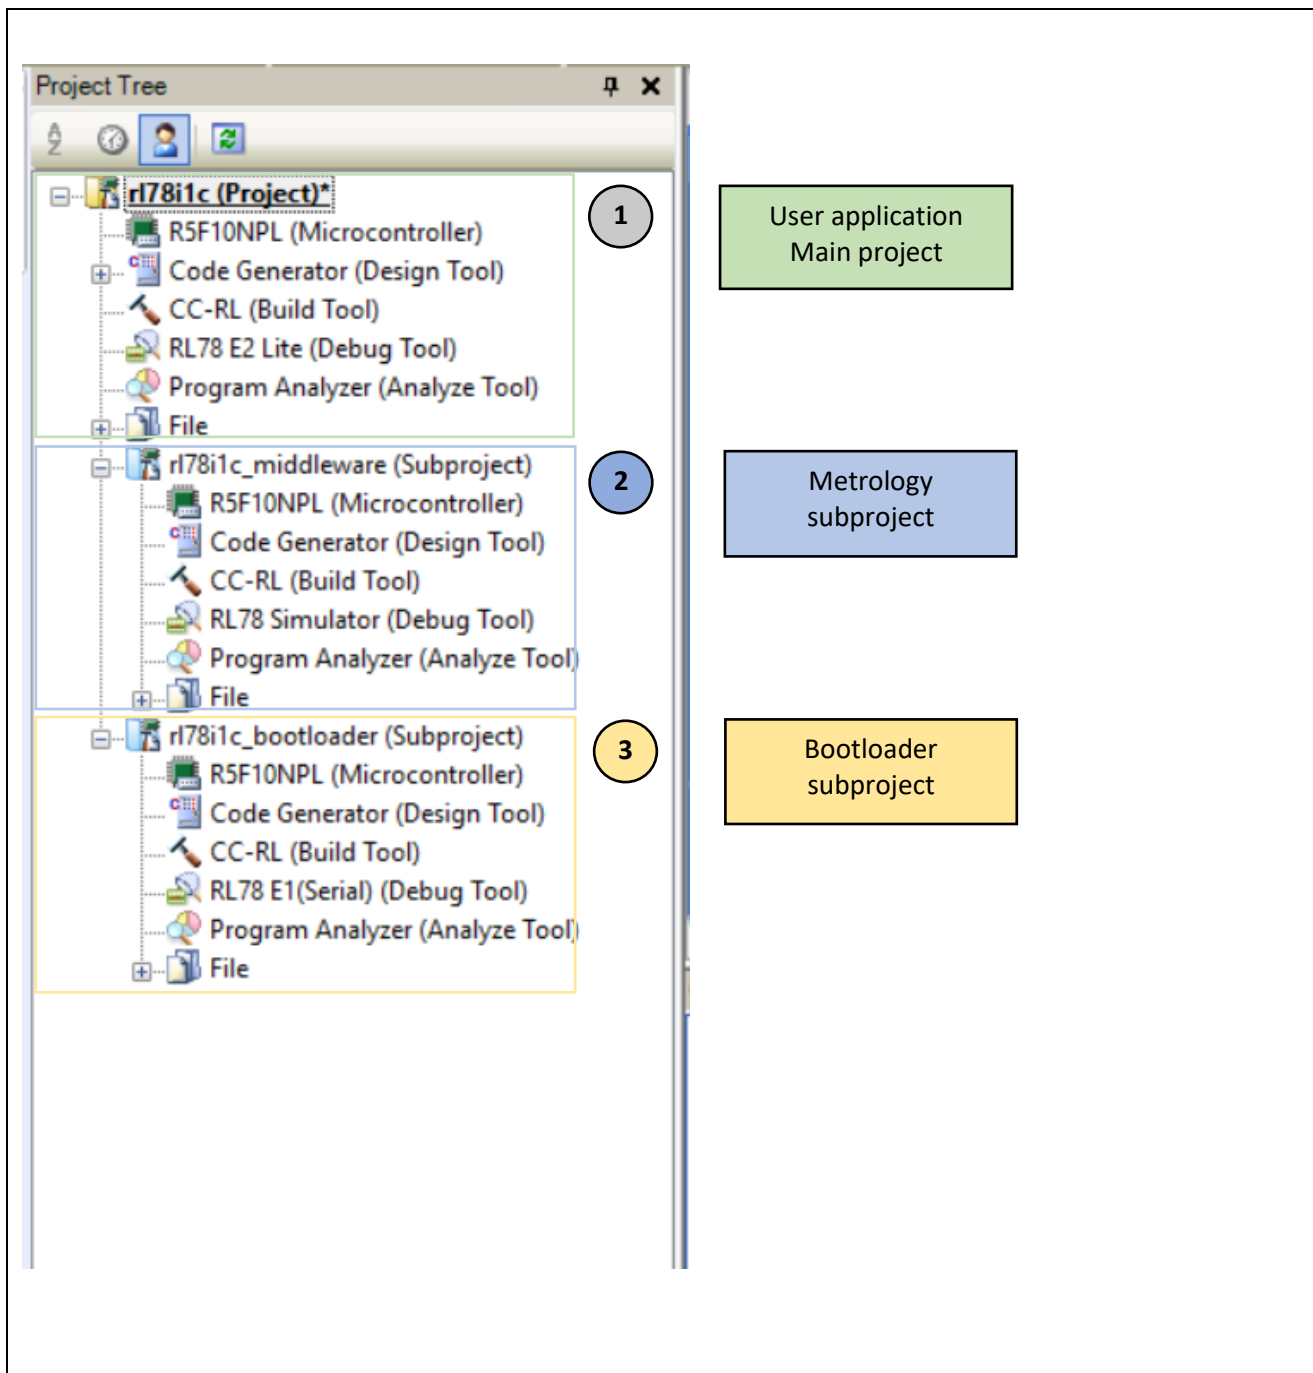 Project Tree
rl78i1c (Project)*
R5F10NPL (Microcontroller)
Code Generator (Design Tool)
CC-RL (Build Tool)
RL78 E2 Lite (Debug Tool)
Program Analyzer (Analyze Tool)
File
1
User application
Main project
rl78i1c_middleware (Subproject)
R5F10NPL (Microcontroller)
Code Generator (Design Tool)
CC-RL (Build Tool)
RL78 Simulator (Debug Tool)
Program Analyzer (Analyze Tool)
File
2
Metrology
subproject
rl78i1c_bootloader (Subproject)
R5F10NPL (Microcontroller)
Code Generator (Design Tool)
CC-RL (Build Tool)
RL78 E1(Serial) (Debug Tool)
Program Analyzer (Analyze Tool)
File
3
Bootloader
subproject